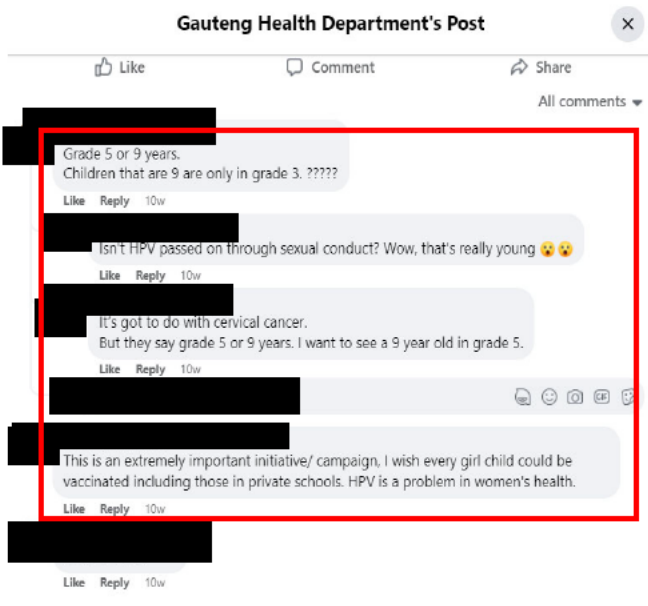 Gauteng Health Department's Post
Like Comment Share
All comments
Grade 5 or 9 years.
Children that are 9 are only in grade 3. ?????
Like Reply 10w
Isn't HPV passed on through sexual conduct? Wow, that's really young 😮😮
Like Reply 10w
It's got to do with cervical cancer.
But they say grade 5 or 9 years. I want to see a 9 year old in grade 5.
Like Reply 10w
GIF
This is an extremely important initiative/ campaign, I wish every girl child could be
vaccinated including those in private schools. HPV is a problem in women's health.
Like Reply 10w
Like Reply 10w